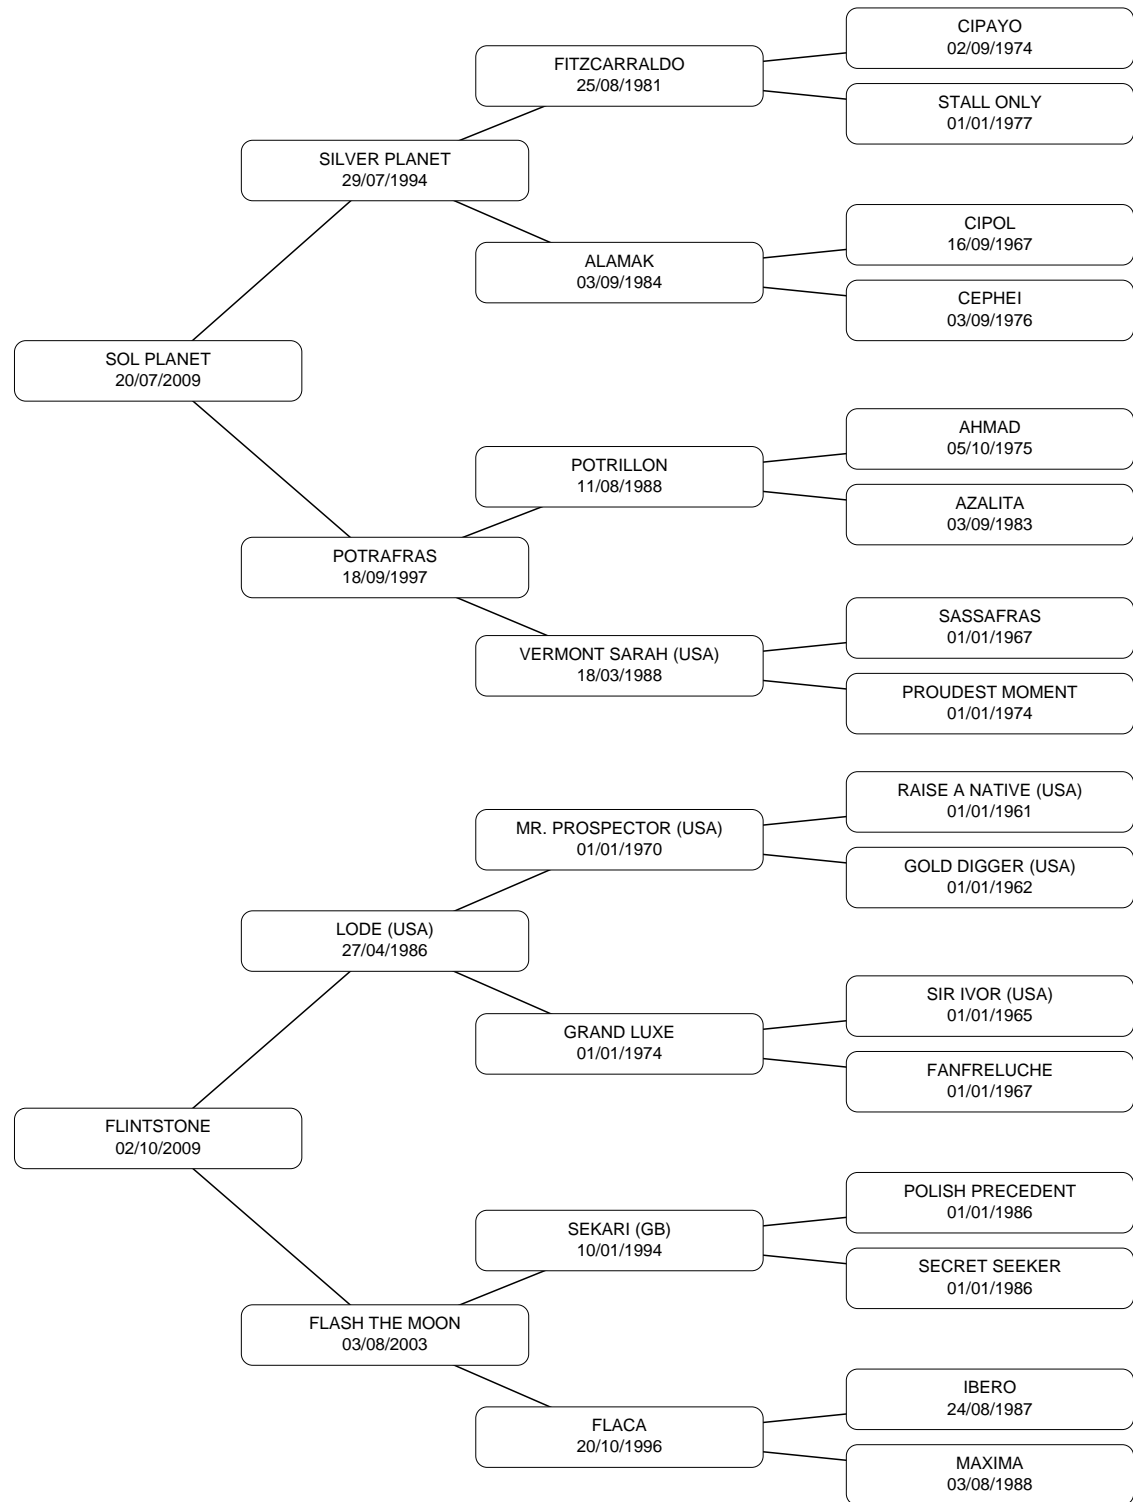 CIPAYO
02/09/1974
FITZCARRALDO
25/08/1981
STALL ONLY
01/01/1977
SILVER PLANET
29/07/1994
CIPOL
16/09/1967
ALAMAK
03/09/1984
CEPHEI
03/09/1976
SOL PLANET
20/07/2009
AHMAD
05/10/1975
POTRILLON
11/08/1988
AZALITA
03/09/1983
POTRAFRAS
18/09/1997
SASSAFRAS
01/01/1967
VERMONT SARAH (USA)
18/03/1988
PROUDEST MOMENT
01/01/1974
RAISE A NATIVE (USA)
01/01/1961
MR. PROSPECTOR (USA)
01/01/1970
GOLD DIGGER (USA)
01/01/1962
LODE (USA)
27/04/1986
SIR IVOR (USA)
01/01/1965
GRAND LUXE
01/01/1974
FANFRELUCHE
01/01/1967
FLINTSTONE
02/10/2009
POLISH PRECEDENT
01/01/1986
SEKARI (GB)
10/01/1994
SECRET SEEKER
01/01/1986
FLASH THE MOON
03/08/2003
IBERO
24/08/1987
FLACA
20/10/1996
MAXIMA
03/08/1988